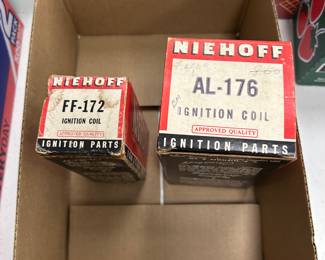 NIEHOFF
FF-172
IGNITION COIL
APPROVED QUALITY
IGNITION PARTS
NIEHOFF
AL-176
IGNITION COIL
APPROVED QUALITY
IGNITION PARTS